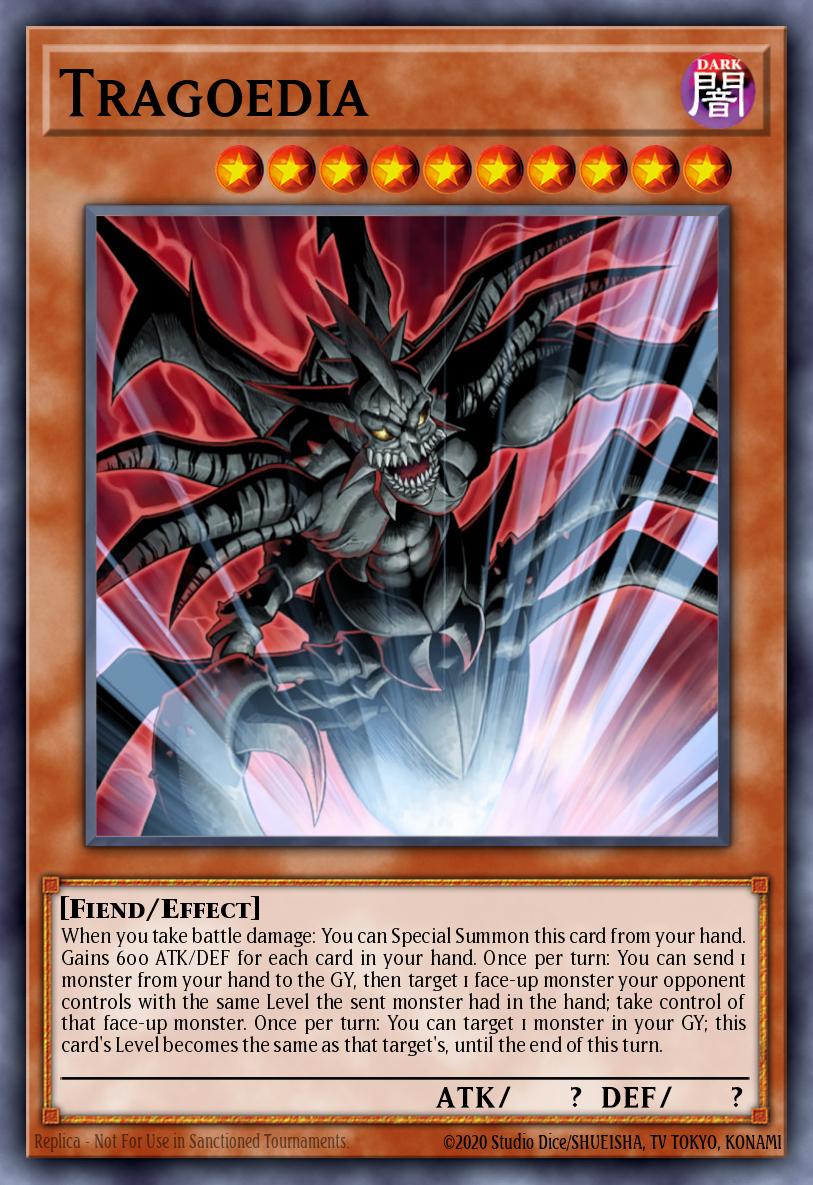 Tragoedia
DARK
闇
[Fiend/Effect]
When you take battle damage: You can Special Summon this card from your hand.
Gains 600 ATK/DEF for each card in your hand. Once per turn: You can send 1
monster from your hand to the GY, then target 1 face-up monster your opponent
controls with the same Level the sent monster had in the hand; take control of
that face-up monster. Once per turn: You can target 1 monster in your GY; this
card's Level becomes the same as that target's, until the end of this turn.
ATK/ ? DEF/ ?
Replica - Not For Use in Sanctioned Tournaments. ©2020 Studio Dice/SHUEISHA, TV TOKYO, KONAMI